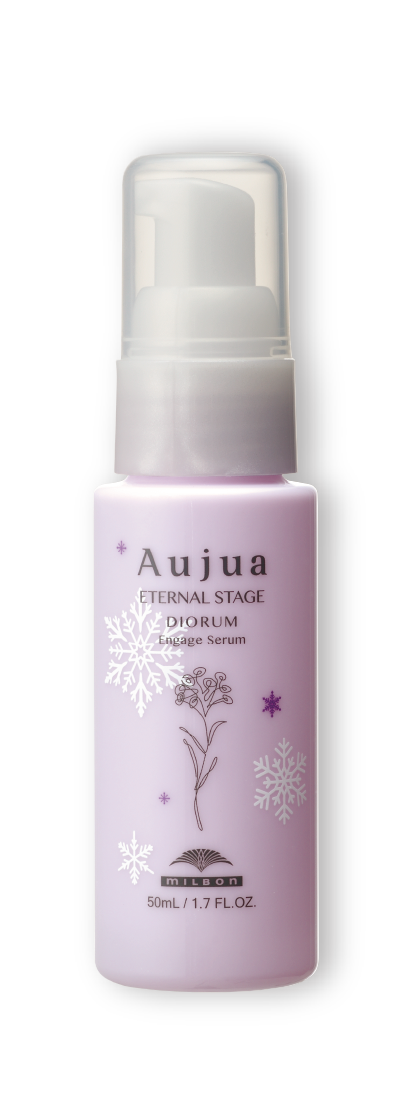 Aujua
ETERNAL STAGE
DIORUM
Engage Serum
MILBON
50mL / 1.7 FL.OZ.